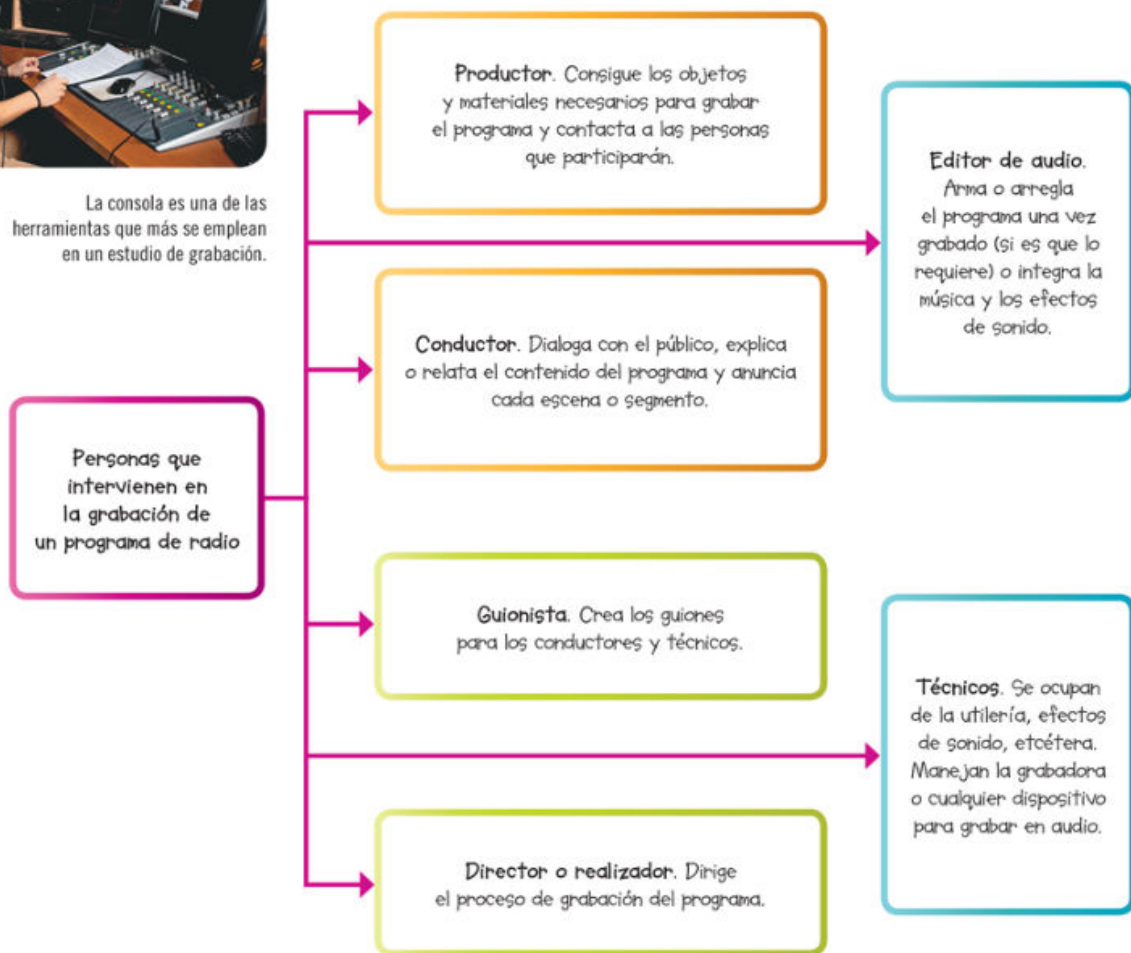 La consola es una de las
herramientas que más se emplean
en un estudio de grabación.
Personas que
intervienen en
la grabación de
un programa de radio
Productor. Consigue los objetos
y materiales necesarios para grabar
el programa y contacta a las personas
que participarán.
Editor de audio.
Arma o arregla
el programa una vez
grabado (si es que lo
requiere) o integra la
música y los efectos
de sonido.
Conductor. Dialoga con el público, explica
o relata el contenido del programa y anuncia
cada escena o segmento.
Guionista. Crea los guiones
para los conductores y técnicos.
Técnicos. Se ocupan
de la utilería, efectos
de sonido, etcétera.
Manejan la grabadora
o cualquier dispositivo
para grabar en audio.
Director o realizador. Dirige
el proceso de grabación del programa.